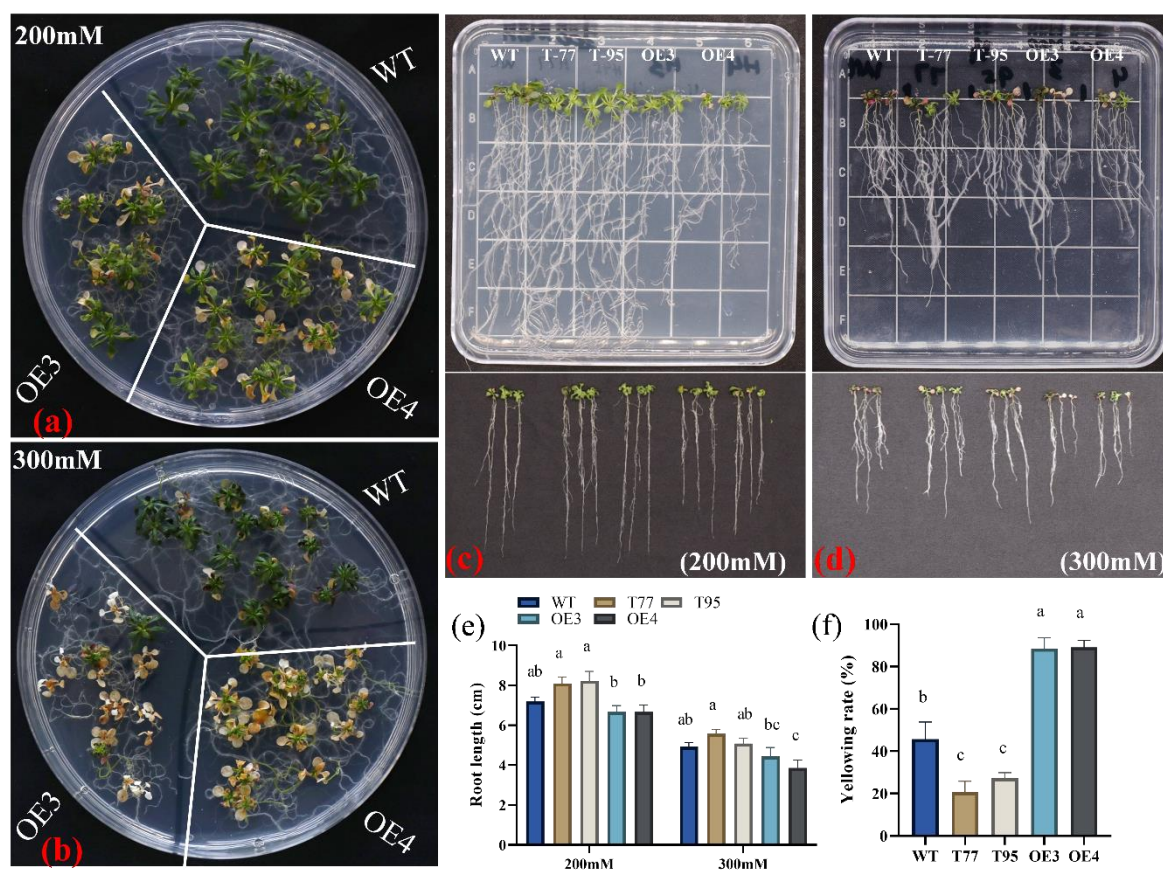 200mM
WT
OE3
OE4
(a)
300mM
WT
OE3
OE4
(b)
WT T-77 T-95 OE3 OE4
A
B
C
D
E
F
(c)
(200mM)
WT T-77 T-95 OE3 OE4
A
B
C
D
E
F
(d)
(300mM)
(e)
WT T77 T95
OE3 OE4
Root length (cm)
10
8
6
4
2
0
ab a a b b
ab a ab bc c
200mM 300mM
(f)
Yellowing rate (%)
100
80
60
40
20
0
b c c a a
WT T77 T95 OE3 OE4